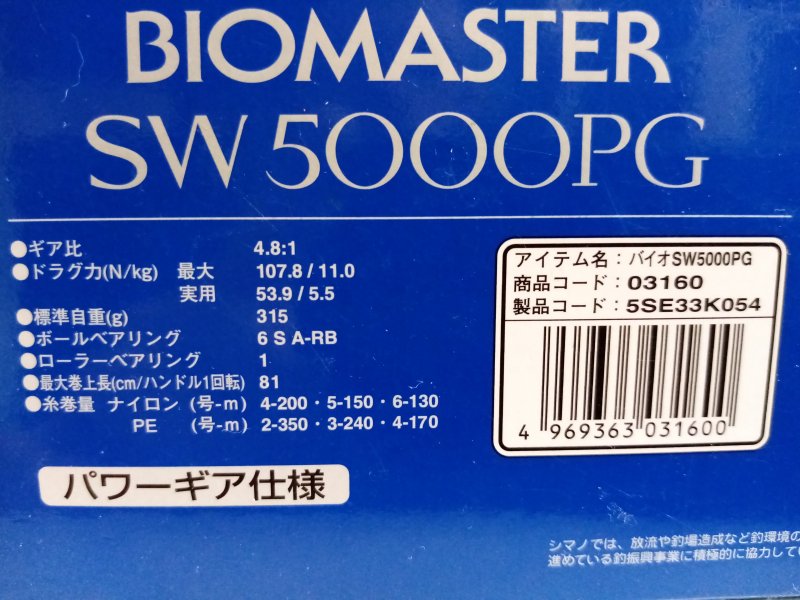 BIOMASTER
SW 5000PG
●ギア比 4.8:1
●ドラグ力(N/kg) 最大 107.8 / 11.0
実用 53.9 / 5.5
●標準自重(g) 315
●ボールベアリング 6 S A-RB
●ローラーベアリング 1
●最大巻上長(cm/ハンドル1回転) 81
●糸巻量 ナイロン (号-m) 4-200・5-150・6-130
PE (号-m) 2-350・3-240・4-170
パワーギア仕様
アイテム名：バイオSW5000PG
商品コード：03160
製品コード：5SE33K054
4 969363 031600
シマノでは、放流や釣場造成など釣環境の
進めている釣振興事業に積極的に協力して